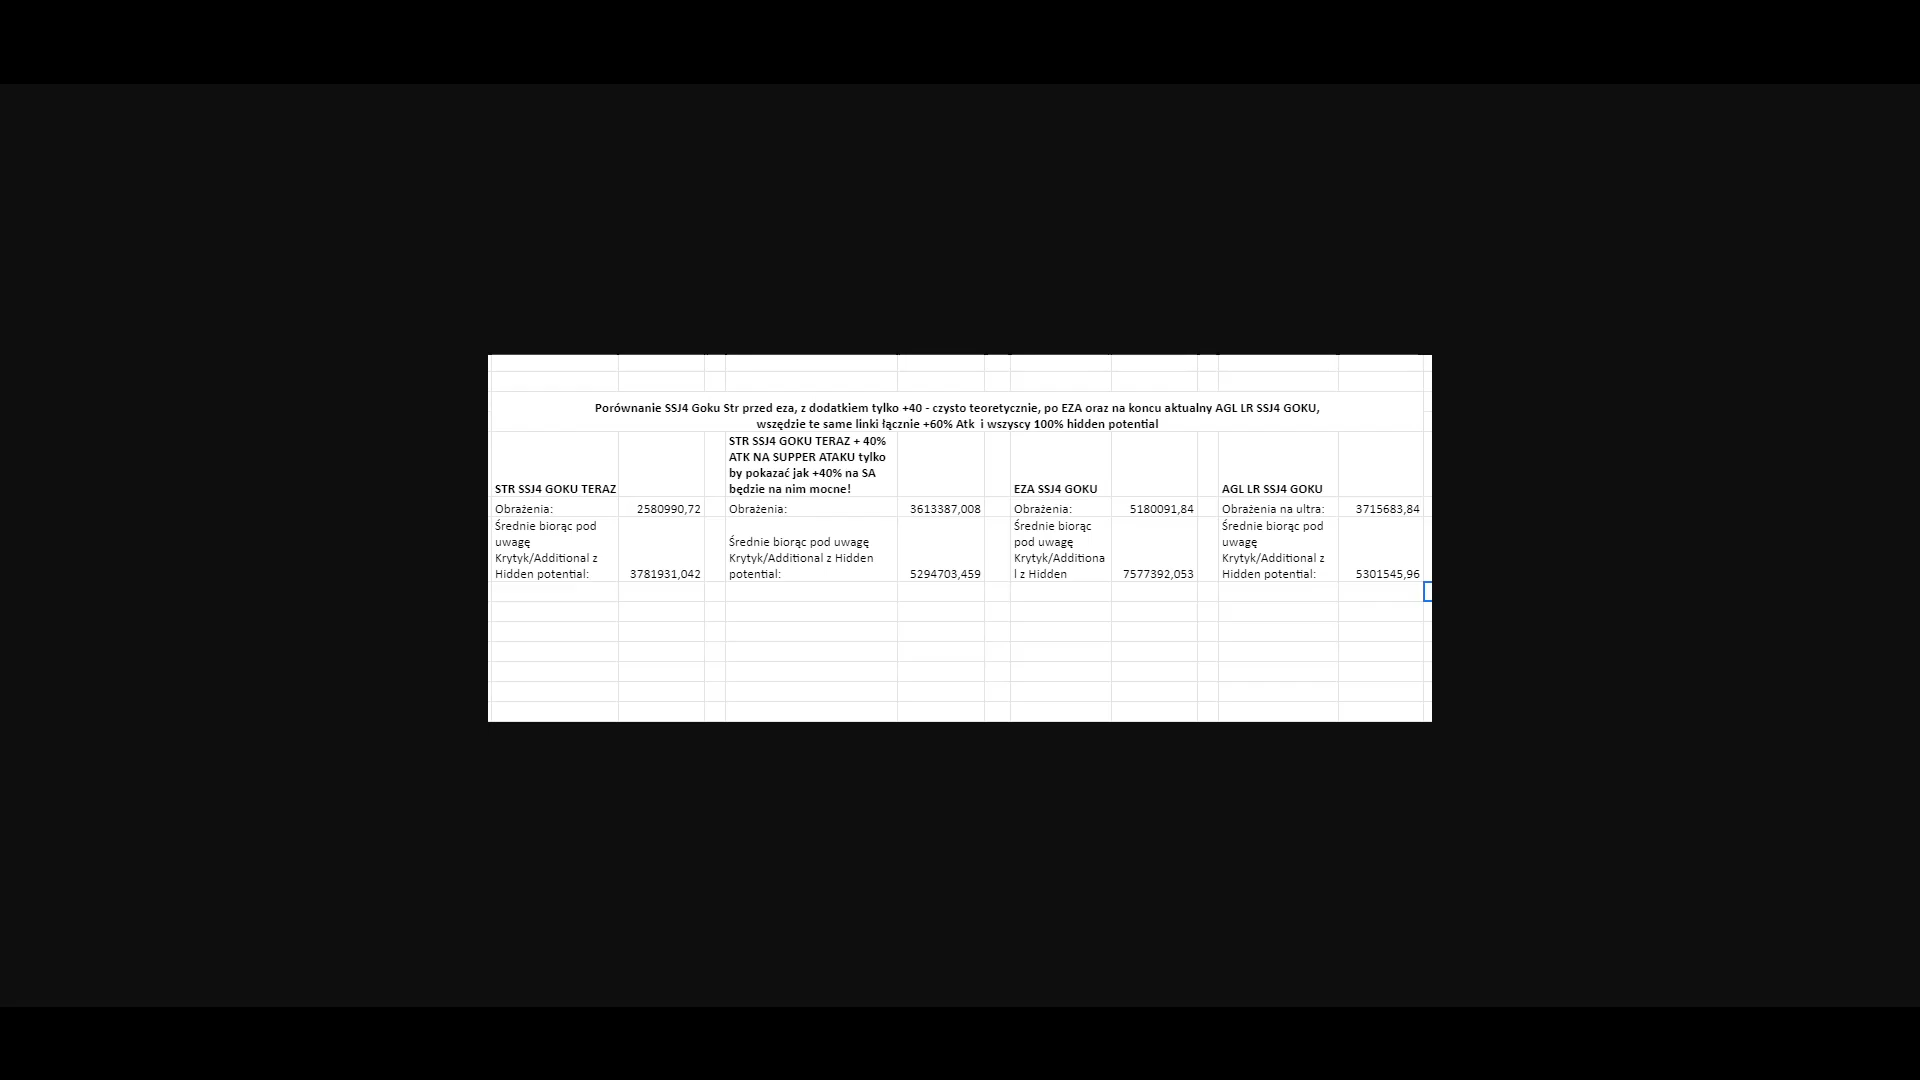 Porównanie SSJ4 Goku Str przed eza, z dodatkiem tylko +40 - czysto teoretycznie, po EZA oraz na koncu aktualny AGL LR SSJ4 GOKU,
wszędzie te same linki łącznie +60% Atk  i wszyscy 100% hidden potential
STR SSJ4 GOKU TERAZ
STR SSJ4 GOKU TERAZ + 40%
ATK NA SUPPER ATAKU tylko
by pokazać jak +40% na SA
będzie na nim mocne!
EZA SSJ4 GOKU
AGL LR SSJ4 GOKU
Obrażenia:
2580990,72
Obrażenia:
3613387,008
Obrażenia:
5180091,84
Obrażenia na ultra:
3715683,84
Średnie biorąc pod
uwagę
Krytyk/Additional z
Hidden potential:
3781931,042
Średnie biorąc pod uwagę
Krytyk/Additional z Hidden
potential:
5294703,459
Średnie biorąc
pod uwagę
Krytyk/Additiona
l z Hidden
7577392,053
Średnie biorąc pod
uwagę
Krytyk/Additional z
Hidden potential:
5301545,96